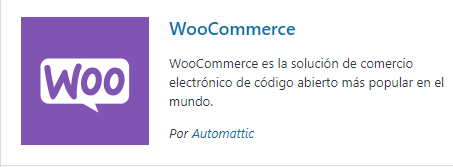 WOO
WooCommerce
WooCommerce es la solución de comercio
electrónico de código abierto más popular en el
mundo.
Por Automattic